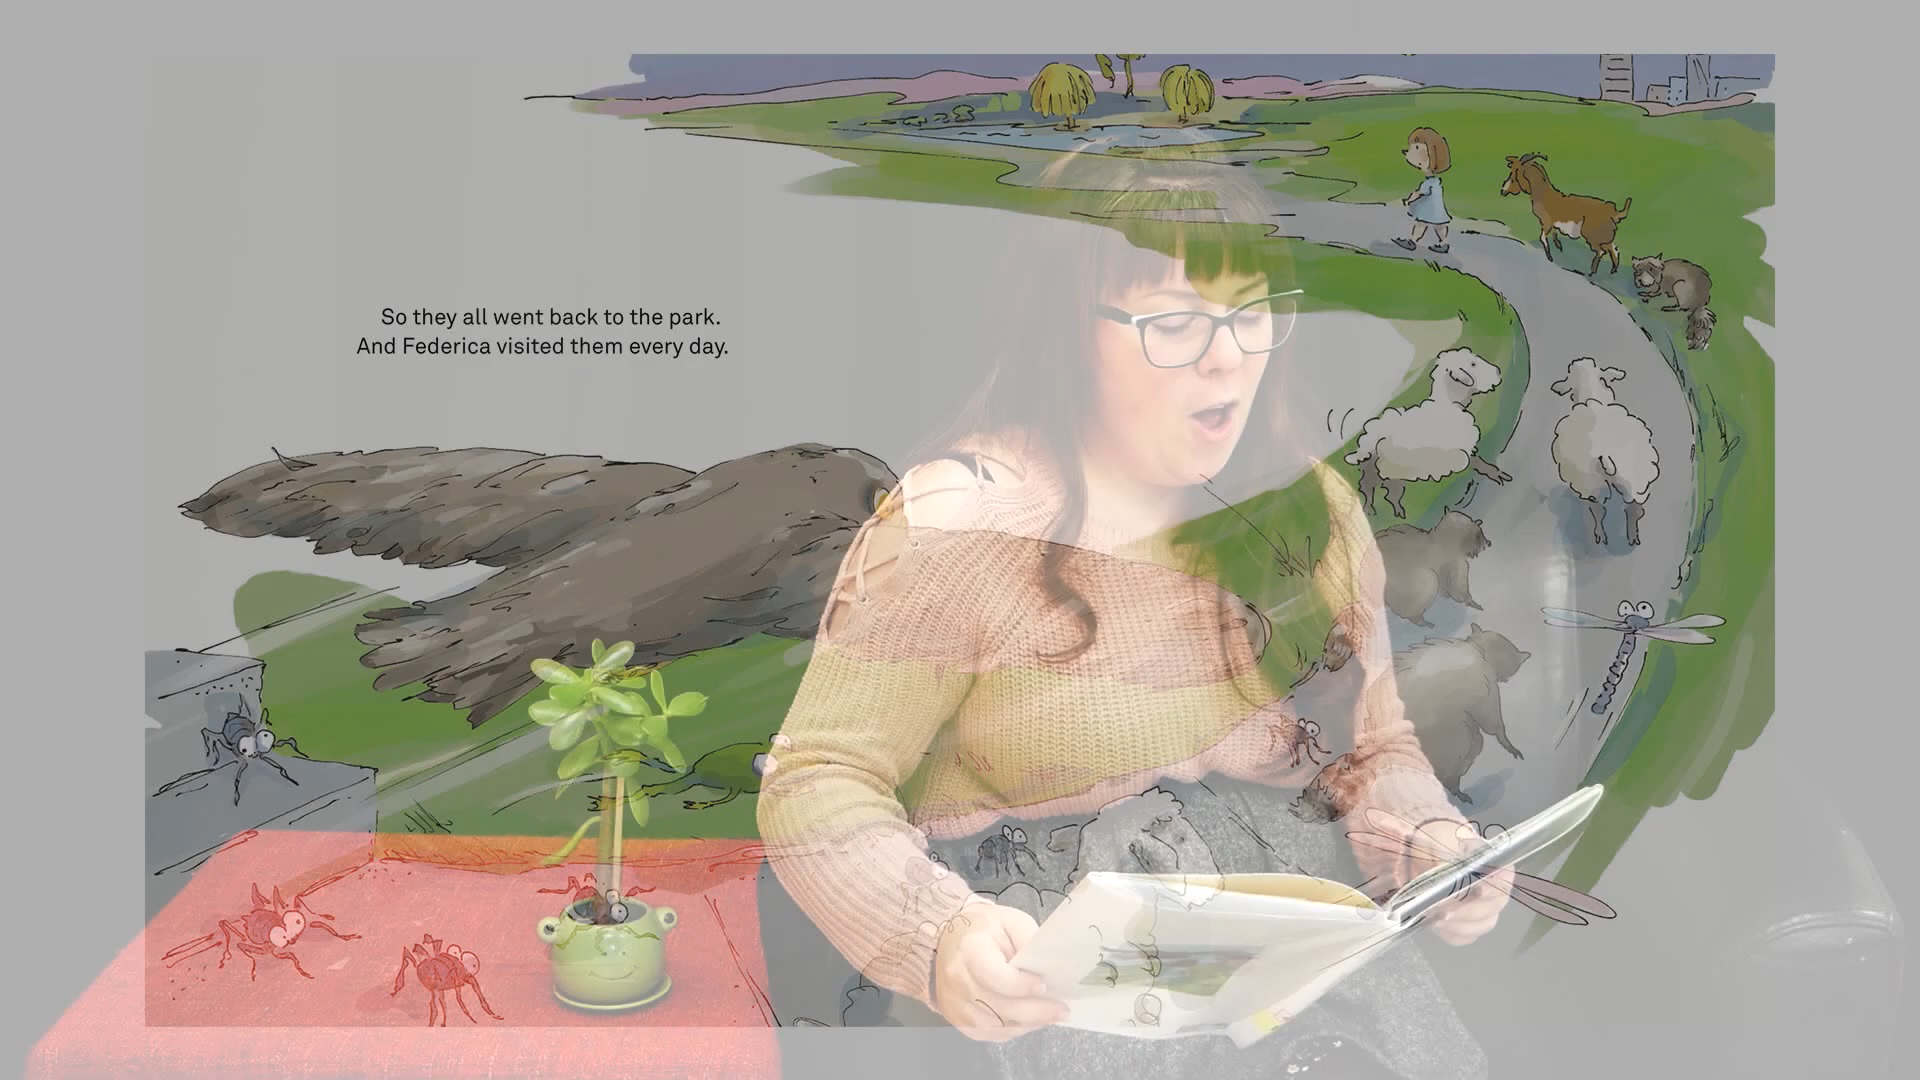 So they all went back to the park.
And Federica visited them every day.